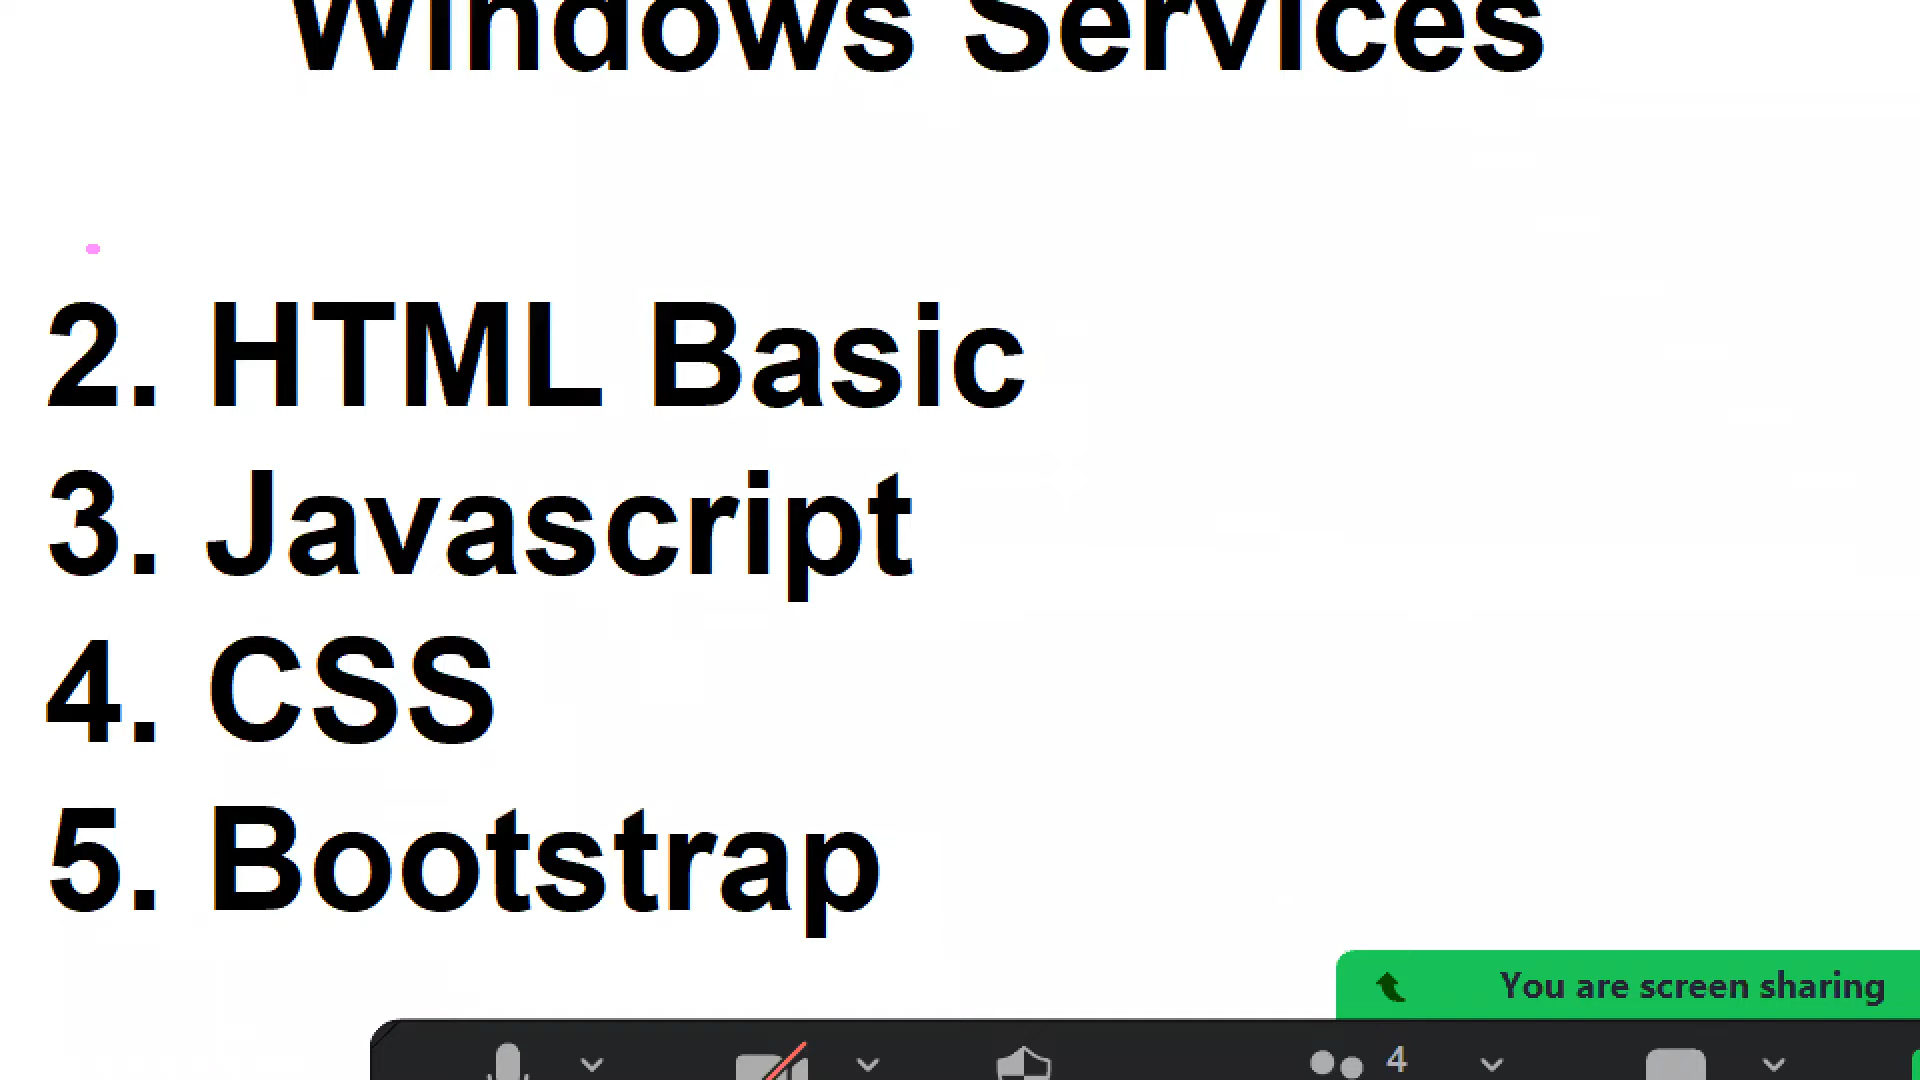 Windows Services
2. HTML Basic
3. Javascript
4. CSS
5. Bootstrap
You are screen sharing
4